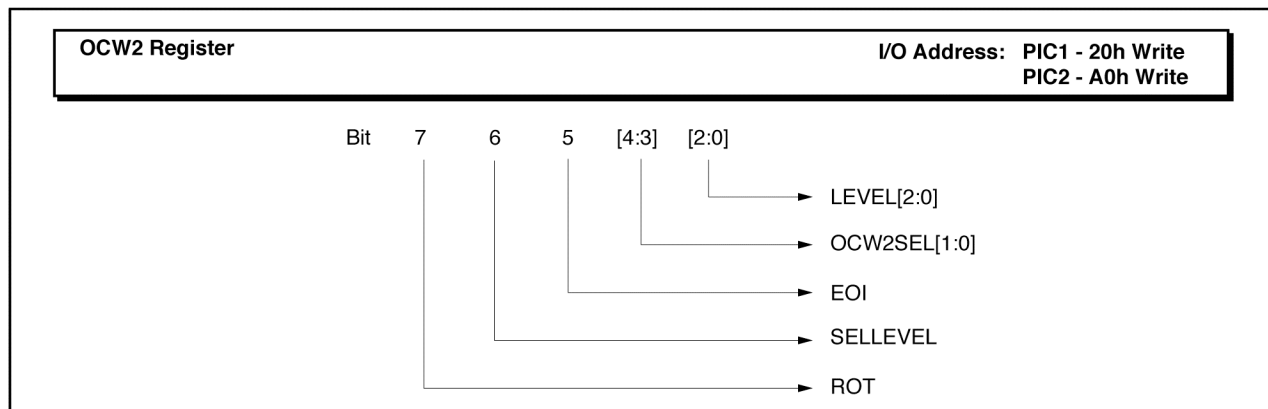 OCW2 Register
I/O Address: PIC1 - 20h Write
PIC2 - A0h Write
Bit 7 6 5 [4:3] [2:0]
LEVEL[2:0]
OCW2SEL[1:0]
EOI
SELLEVEL
ROT